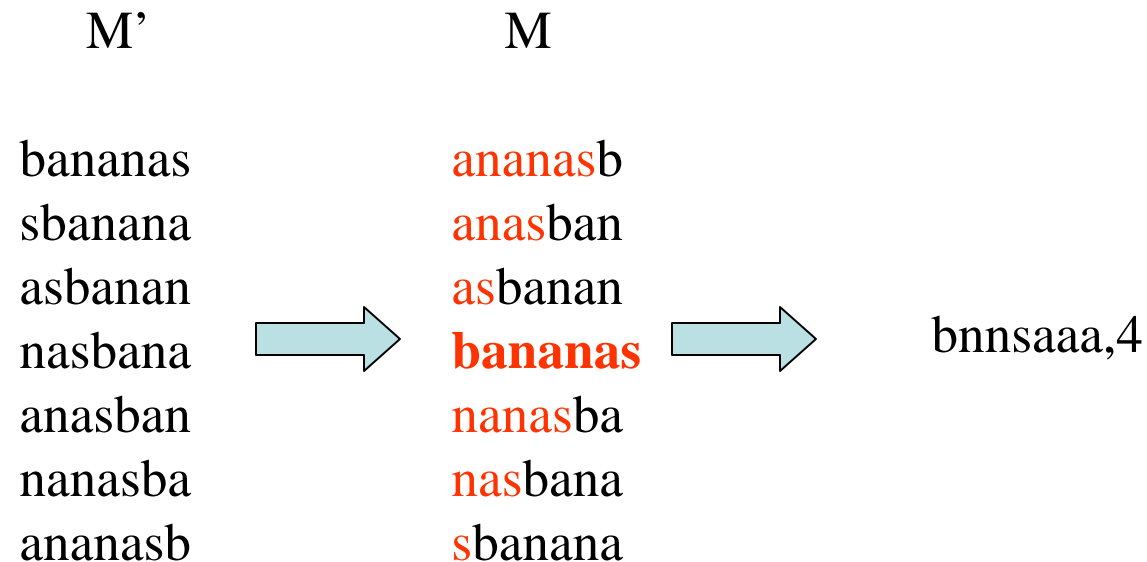 M’ M
bananas ananasb
sbanana anasban
asbanan asbanan
nasbana bananas bnnsaaa,4
anasban nanasba
nanasba nasbana
ananasb sbanana